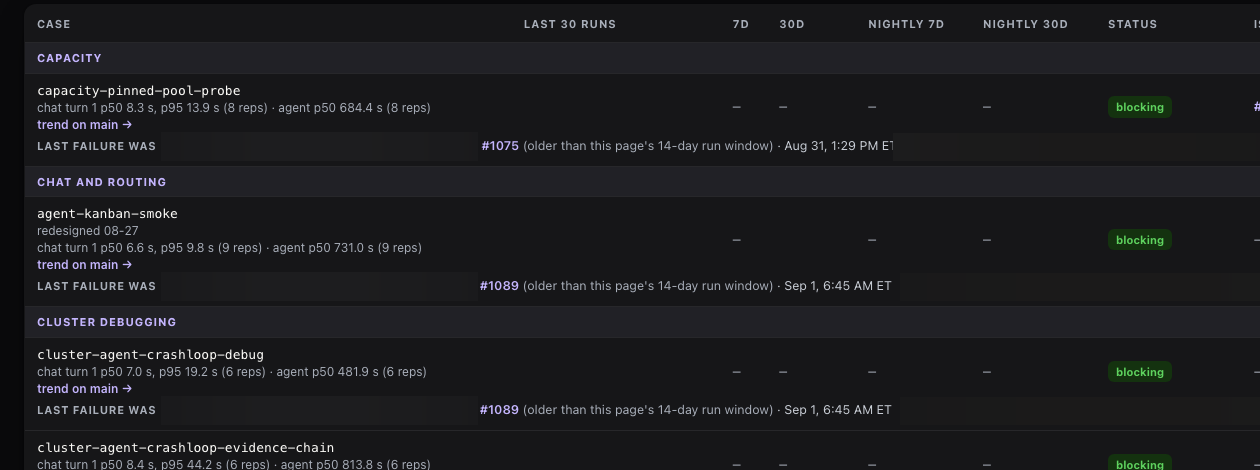 CASE LAST 30 RUNS 7D 30D NIGHTLY 7D NIGHTLY 30D STATUS
CAPACITY
capacity-pinned-pool-probe
chat turn 1 p50 8.3 s, p95 13.9 s (8 reps) · agent p50 684.4 s (8 reps)
— — — — blocking #
trend on main →
LAST FAILURE WAS #1075 (older than this page's 14-day run window) · Aug 31, 1:29 PM ET
CHAT AND ROUTING
agent-kanban-smoke
redesigned 08-27
— — — blocking —
chat turn 1 p50 6.6 s, p95 9.8 s (9 reps) · agent p50 731.0 s (9 reps)
trend on main →
LAST FAILURE WAS #1089 (older than this page's 14-day run window) · Sep 1, 6:45 AM ET
CLUSTER DEBUGGING
cluster-agent-crashloop-debug
chat turn 1 p50 7.0 s, p95 19.2 s (6 reps) · agent p50 481.9 s (6 reps)
— — — — blocking —
trend on main →
LAST FAILURE WAS #1089 (older than this page's 14-day run window) · Sep 1, 6:45 AM ET
cluster-agent-crashloop-evidence-chain
chat turn 1 p50 8.4 s, p95 44.2 s (6 reps) · agent p50 813.8 s (6 reps)
— — — — blocking —